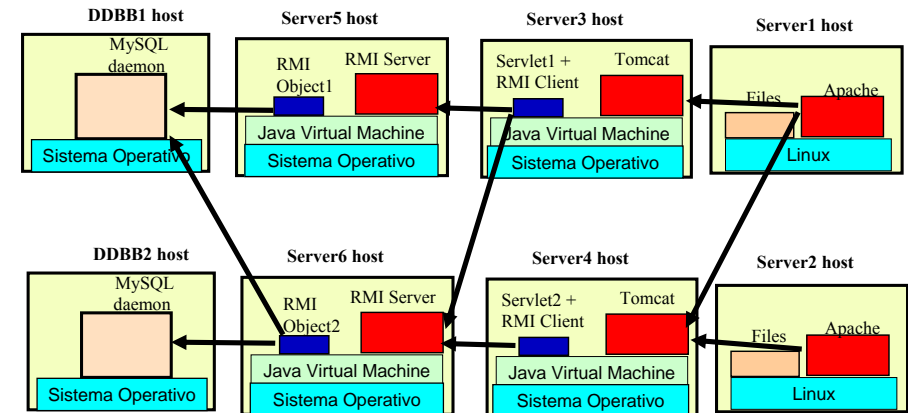 DDBB1 host
MySQL
daemon
Sistema Operativo
Server5 host
RMI
Object1
RMI Server
Java Virtual Machine
Sistema Operativo
Server3 host
Servlet1 +
RMI Client
Tomcat
Java Virtual Machine
Sistema Operativo
Server1 host
Files
Apache
Linux
DDBB2 host
MySQL
daemon
Sistema Operativo
Server6 host
RMI
Object2
RMI Server
Java Virtual Machine
Sistema Operativo
Server4 host
Servlet2 +
RMI Client
Tomcat
Java Virtual Machine
Sistema Operativo
Server2 host
Files
Apache
Linux